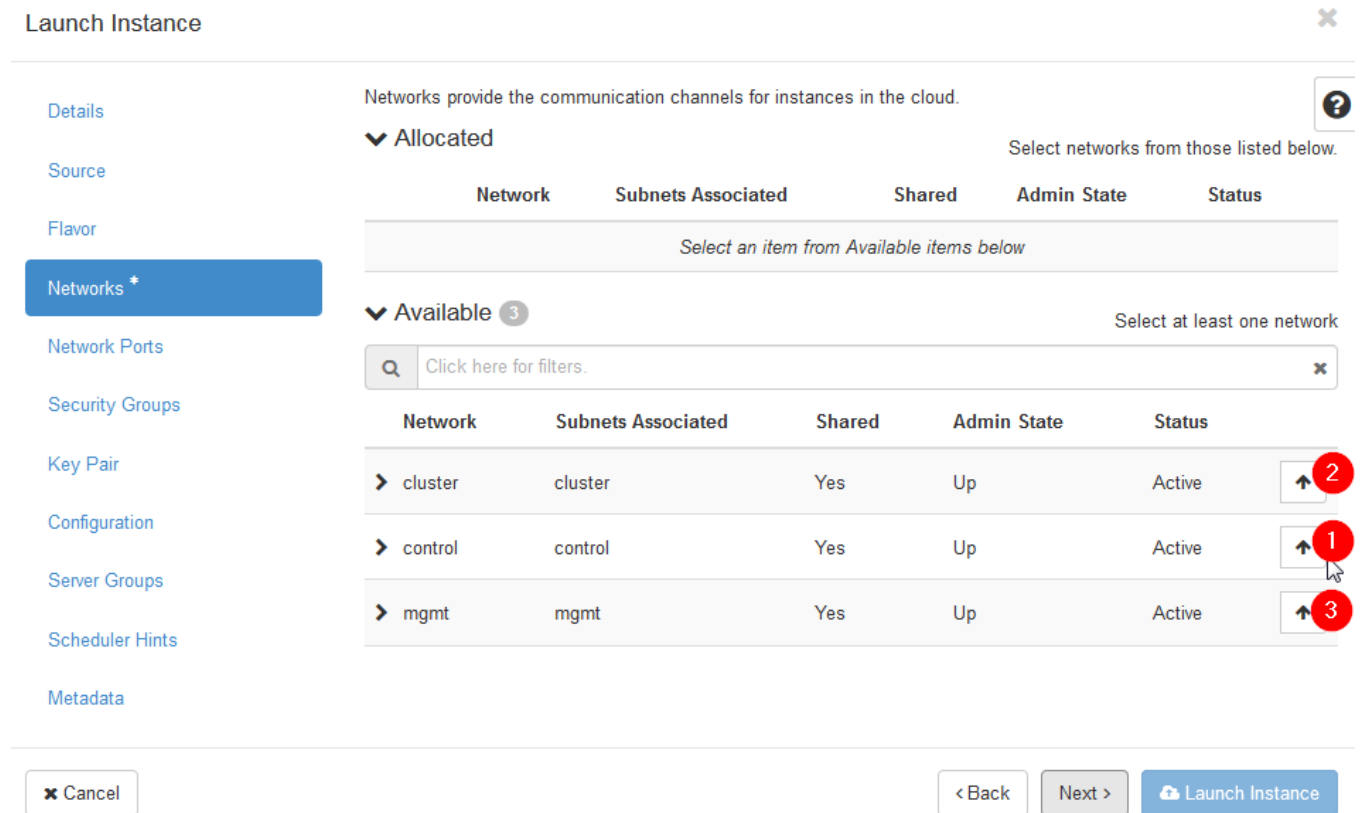 Launch Instance
Details
Source
Flavor
Networks *
Network Ports
Security Groups
Key Pair
Configuration
Server Groups
Scheduler Hints
Metadata
Networks provide the communication channels for instances in the cloud.
Allocated
Select networks from those listed below.
Network Subnets Associated Shared Admin State Status
Select an item from Available items below
Available 3
Select at least one network
Click here for filters.
Network Subnets Associated Shared Admin State Status
cluster cluster Yes Up Active 2
control control Yes Up Active 1
mgmt mgmt Yes Up Active 3
Cancel
< Back
Next >
Launch Instance